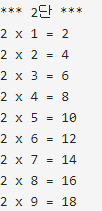 *** 2단 ***
2 x 1 = 2
2 x 2 = 4
2 x 3 = 6
2 x 4 = 8
2 x 5 = 10
2 x 6 = 12
2 x 7 = 14
2 x 8 = 16
2 x 9 = 18